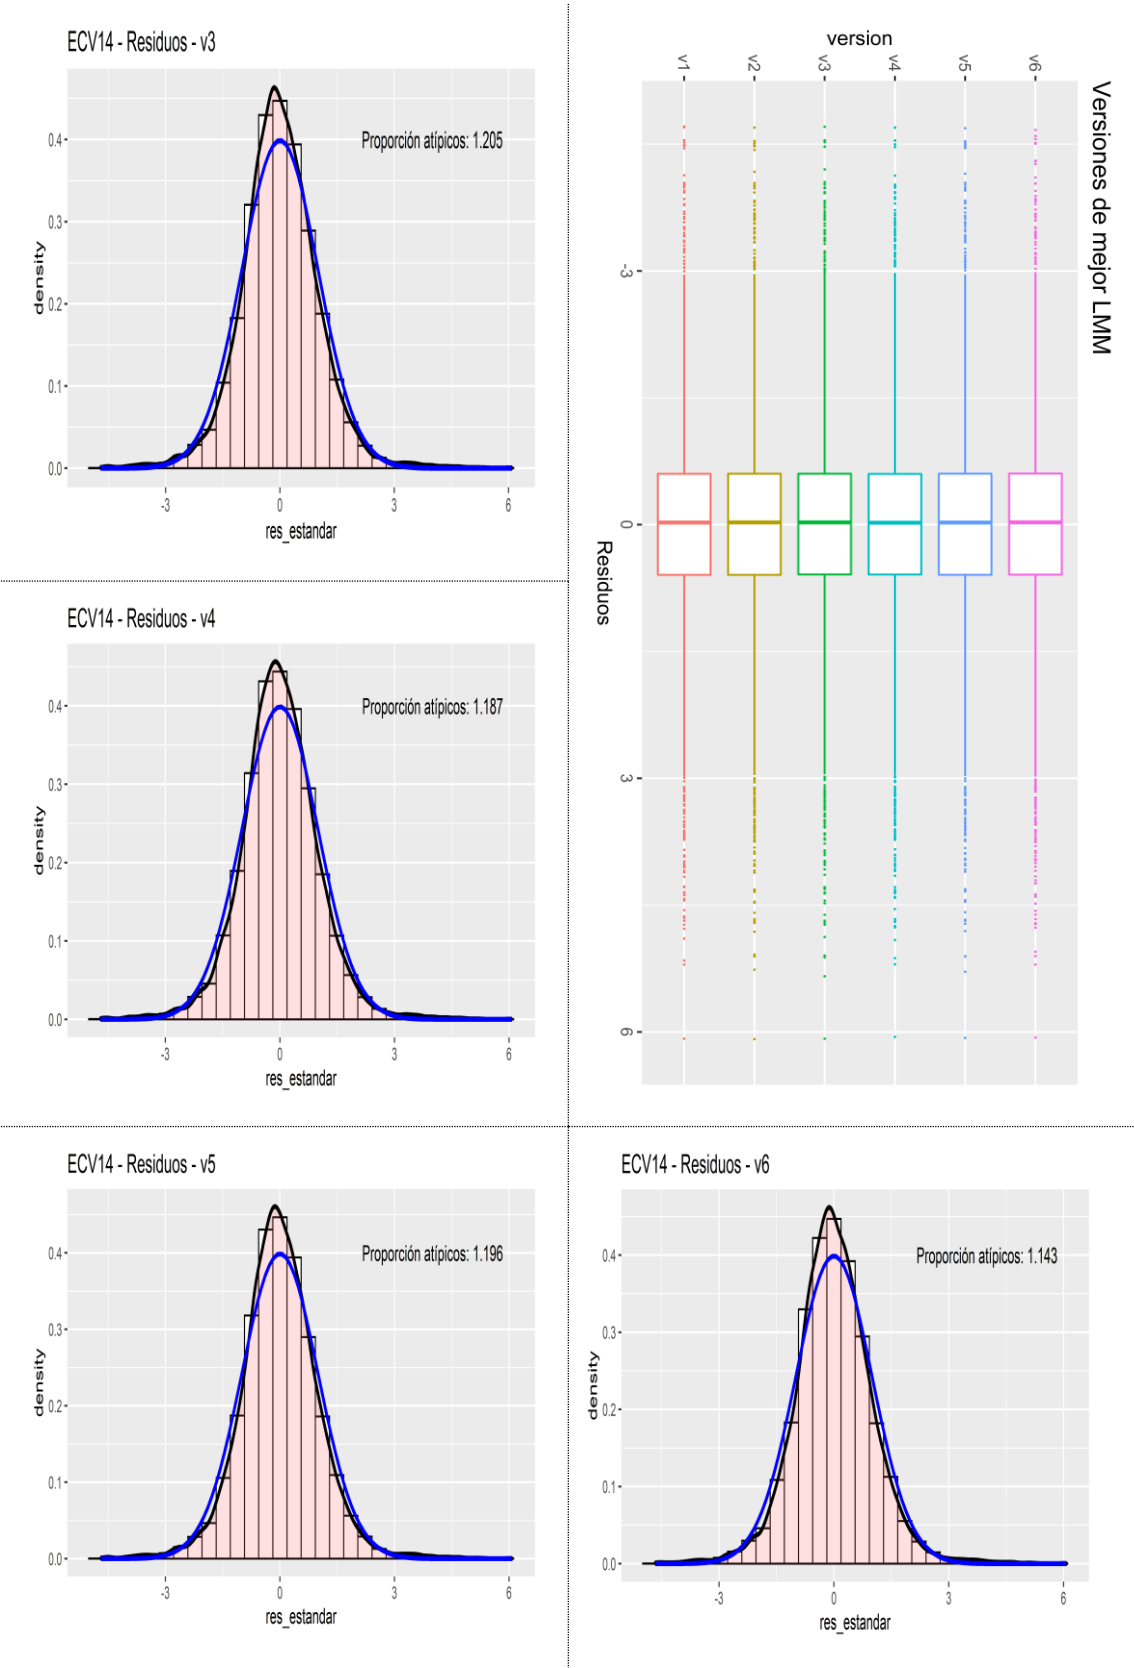 ECV14 - Residuos - v3
Proporción atípicos: 1.205
density
0.4
0.3
0.2
0.1
0.0
-3 0 3 6
res_estandar
Versiones de mejor LMM
version
v1 v2 v3 v4 v5 v6
-3
0
3
6
Residuos
ECV14 - Residuos - v4
Proporción atípicos: 1.187
density
0.4
0.3
0.2
0.1
0.0
-3 0 3 6
res_estandar
ECV14 - Residuos - v5
Proporción atípicos: 1.196
density
0.4
0.3
0.2
0.1
0.0
-3 0 3 6
res_estandar
ECV14 - Residuos - v6
Proporción atípicos: 1.143
density
0.4
0.3
0.2
0.1
0.0
-3 0 3 6
res_estandar